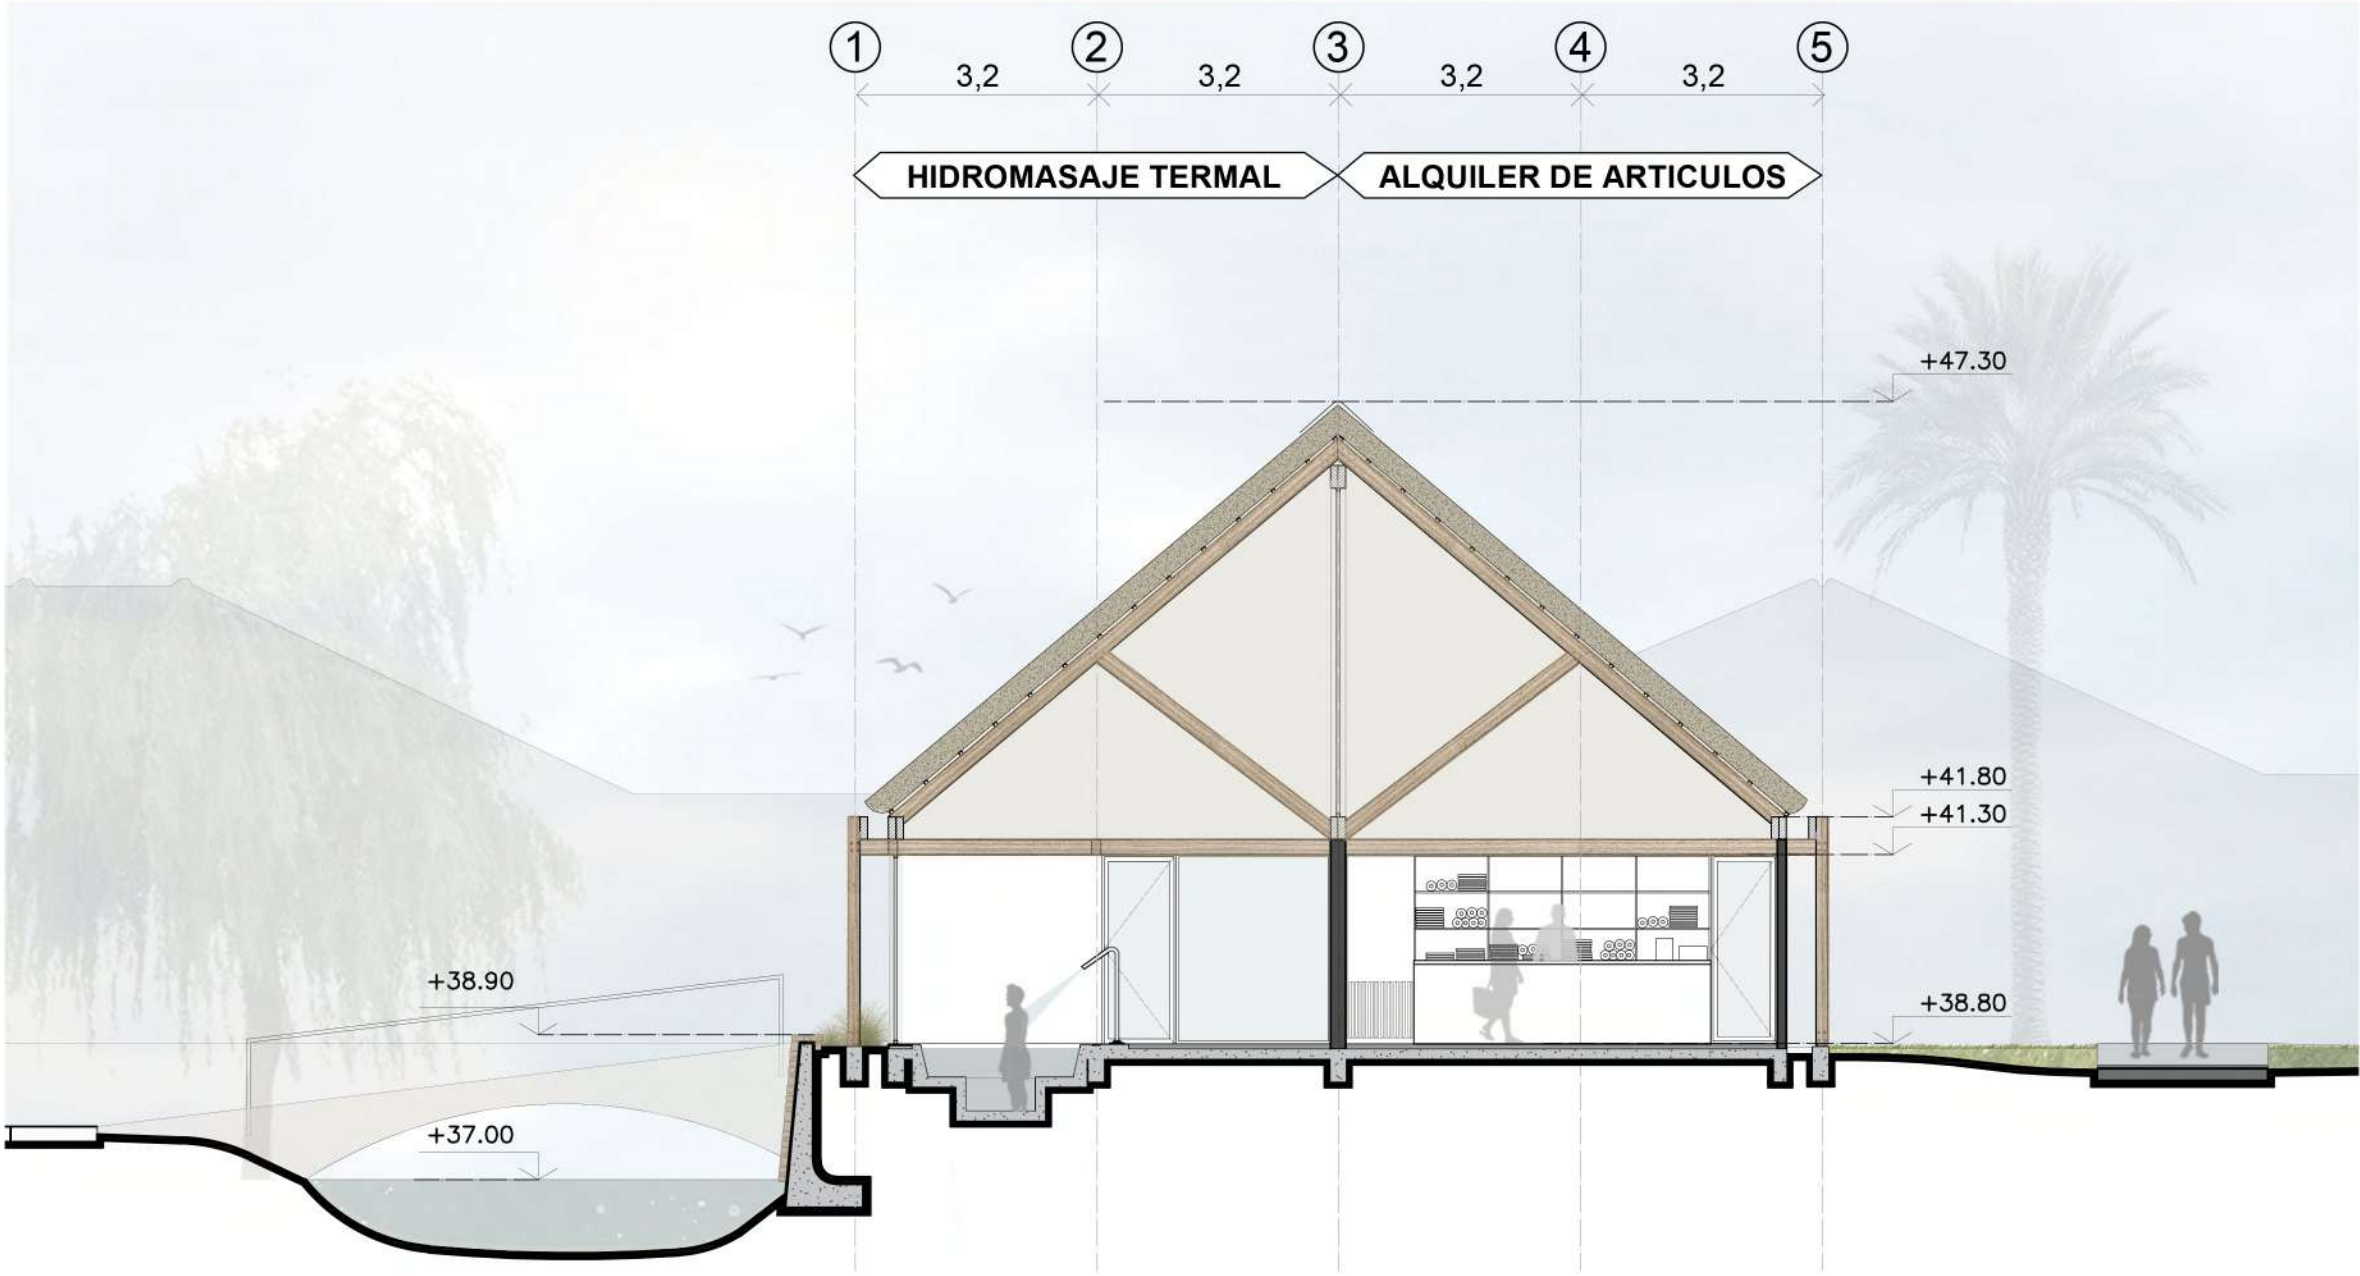 1 2 3 4 5
3,2 3,2 3,2 3,2
HIDROMASAJE TERMAL ALQUILER DE ARTICULOS
+47.30
+41.80
+41.30
+38.90
+38.80
+37.00